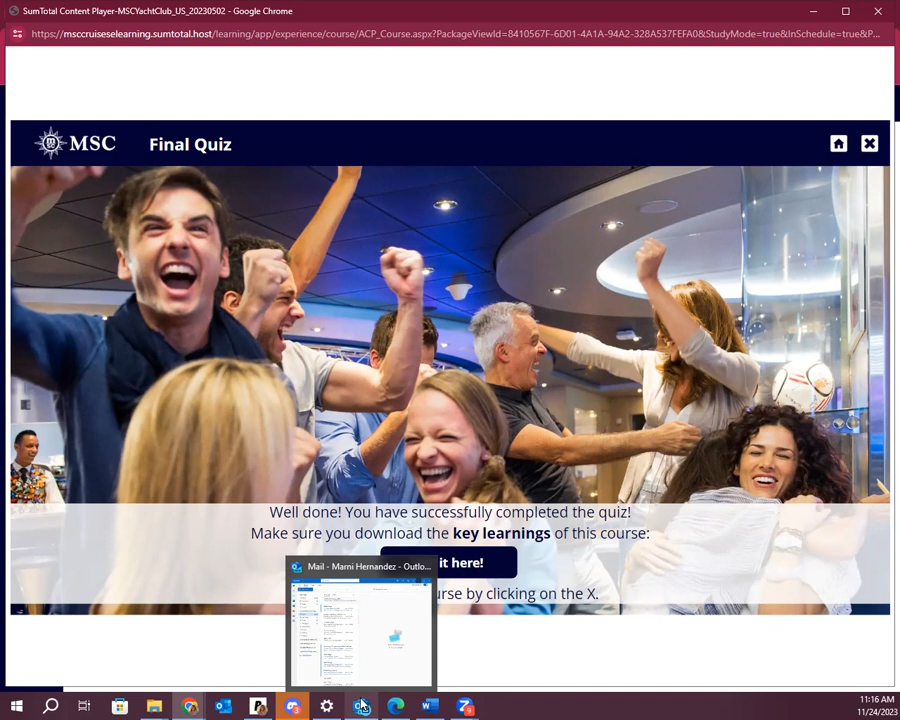 SumTotal Content Player-MSCYachtClub_US_20230502 - Google Chrome
https://msccruiseselearning.sumtotal.host/learning/app/experience/course/ACP_Course.aspx?PackageViewId=8410567F-6D01-4A1A-94A2-328A537FEFA0&StudyMode=true&InSchedule=true&P...
MSC Final Quiz
Well done! You have successfully completed the quiz!
Make sure you download the key learnings of this course:
it here!
Mail - Marni Hernandez - Outlo...
urse by clicking on the X.
11:16 AM
11/24/2023